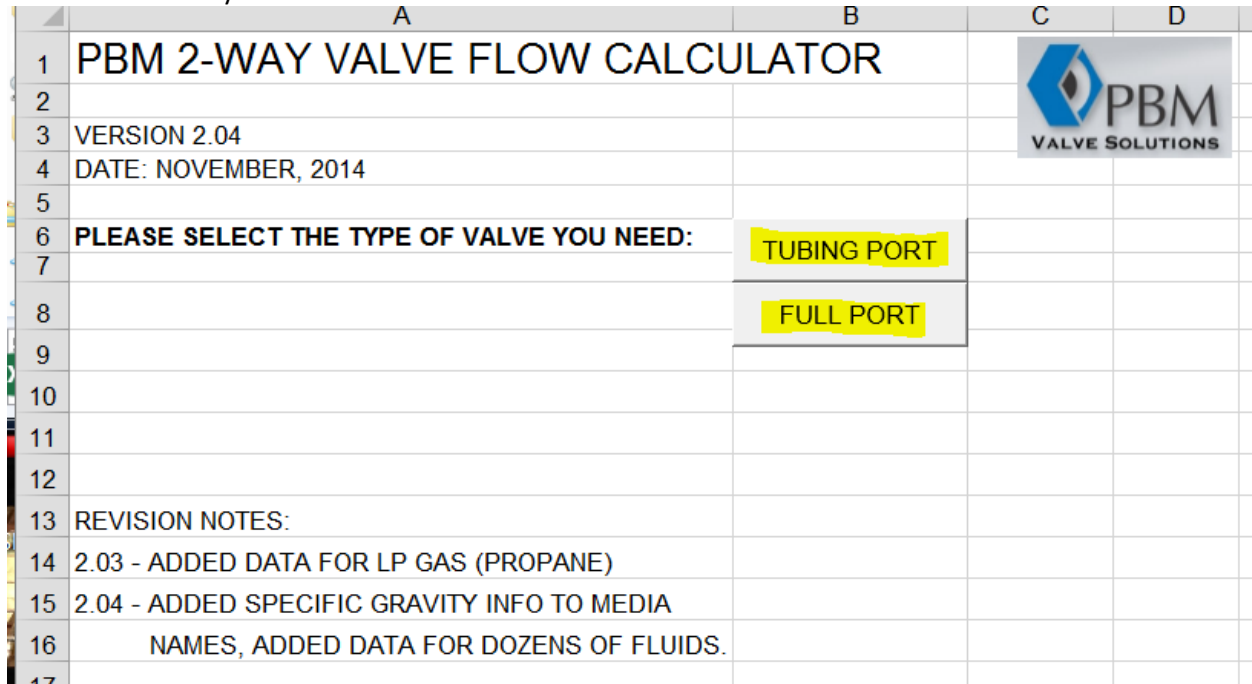 A B C D
1 PBM 2-WAY VALVE FLOW CALCULATOR
PBM
VALVE SOLUTIONS
2
3 VERSION 2.04
4 DATE: NOVEMBER, 2014
5
6 PLEASE SELECT THE TYPE OF VALVE YOU NEED:
TUBING PORT
7
8 FULL PORT
9
10
11
12
13 REVISION NOTES:
14 2.03 - ADDED DATA FOR LP GAS (PROPANE)
15 2.04 - ADDED SPECIFIC GRAVITY INFO TO MEDIA
16 NAMES, ADDED DATA FOR DOZENS OF FLUIDS.
17